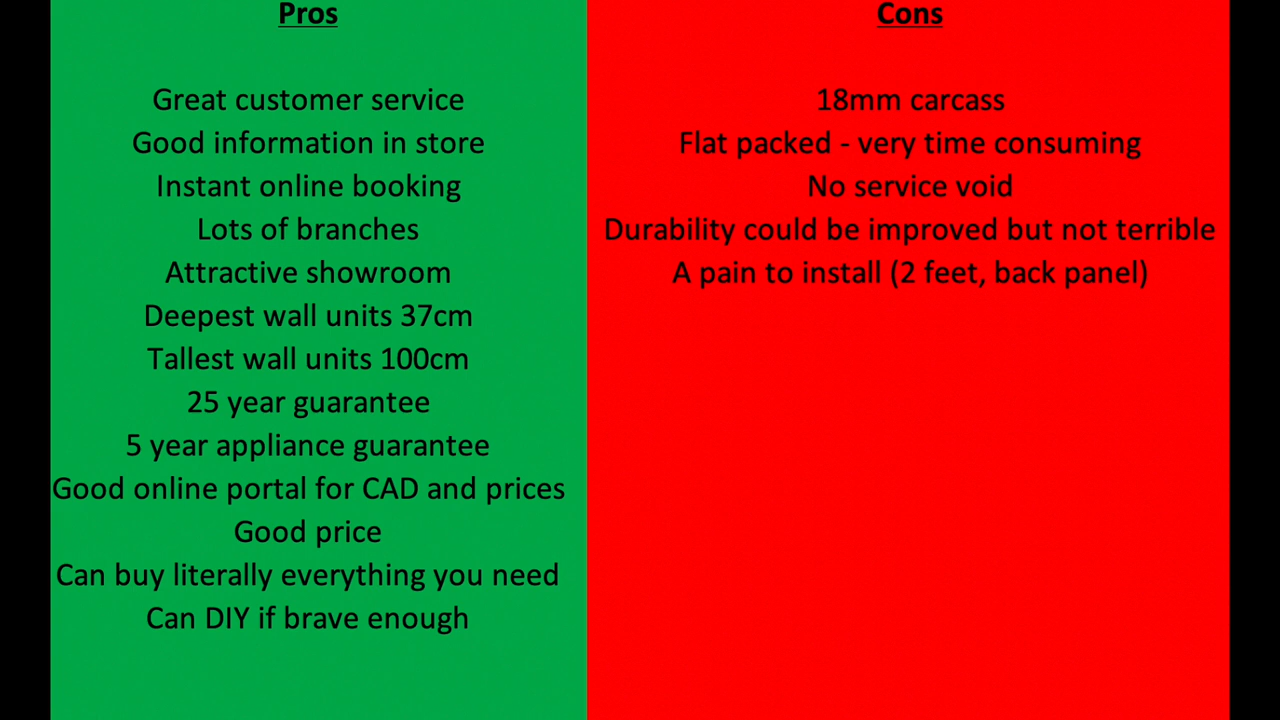 Pros
Great customer service
Good information in store
Instant online booking
Lots of branches
Attractive showroom
Deepest wall units 37cm
Tallest wall units 100cm
25 year guarantee
5 year appliance guarantee
Good online portal for CAD and prices
Good price
Can buy literally everything you need
Can DIY if brave enough
Cons
18mm carcass
Flat packed - very time consuming
No service void
Durability could be improved but not terrible
A pain to install (2 feet, back panel)